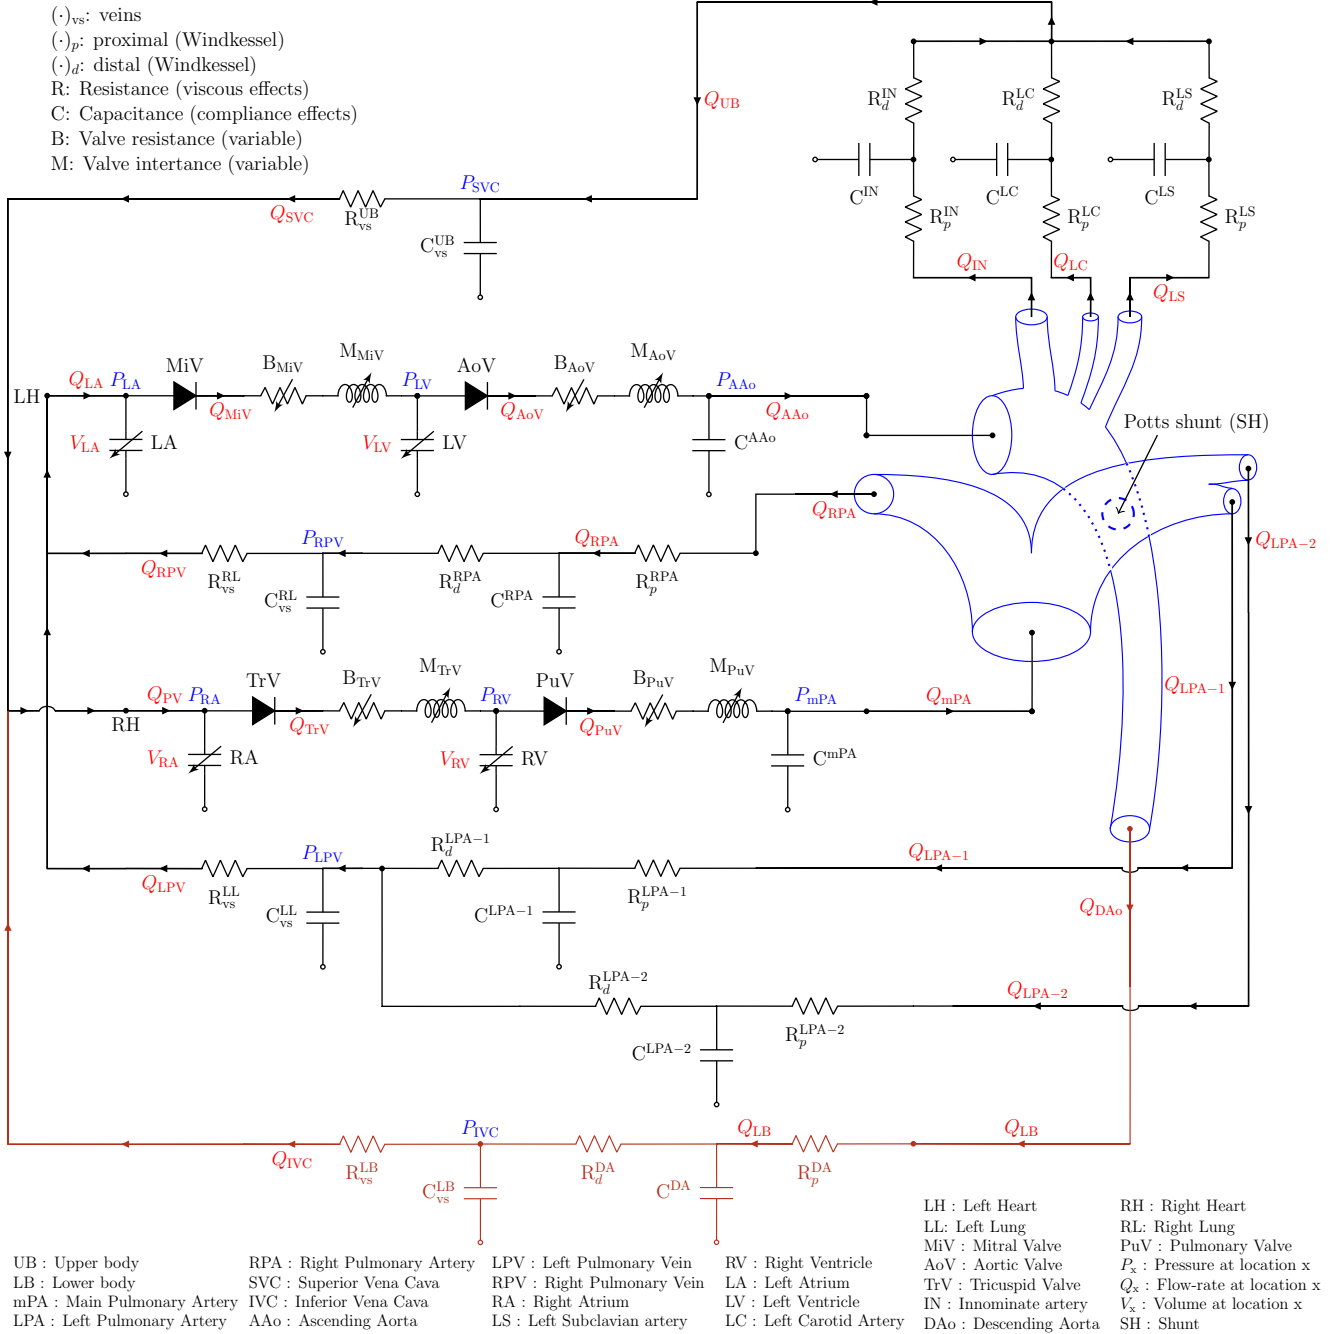 (·)vs: veins
(·)p: proximal (Windkessel)
(·)d: distal (Windkessel)
R: Resistance (viscous effects)
C: Capacitance (compliance effects)
B: Valve resistance (variable)
M: Valve intertance (variable)
QUB
RdIN RdLC RdLS
CIN CLC CLS
RpIN RpLC RpLS
QIN QLC QLS
PSVC
QSVC RvsUB
CvsUB
LH QLA PLA MiV BMiV MMiV PLV AoV BAoV MAoV PAAo
QMiV QAoV QAAo
VLA LA VLV LV CAAo
Potts shunt (SH)
QRPA
PRPV QRPA
QRPV RvsRL RdRPA RpRPA
CvsRL CRPA
QLPA−2
QPV PRA TrV BTrV MTrV PRV PuV BPuV MPuV PmPA QmPA
RH QTrV QPuV
VRA RA VRV RV CmPA
QLPA−1
PLPV RdLPA−1 QLPA−1
QLPV RvsLL RpLPA−1
CvsLL CLPA−1
QDAo
RdLPA−2 QLPA−2
RpLPA−2
CLPA−2
PIVC QLB QLB
QIVC RvsLB RdDA RpDA
CvsLB CDA
LH : Left Heart RH : Right Heart
LL: Left Lung RL: Right Lung
MiV : Mitral Valve PuV : Pulmonary Valve
AoV : Aortic Valve Px : Pressure at location x
TrV : Tricuspid Valve Qx : Flow-rate at location x
IN : Innominate artery Vx : Volume at location x
DAo : Descending Aorta SH : Shunt
UB : Upper body RPA : Right Pulmonary Artery LPV : Left Pulmonary Vein RV : Right Ventricle
LB : Lower body SVC : Superior Vena Cava RPV : Right Pulmonary Vein LA : Left Atrium
mPA : Main Pulmonary Artery IVC : Inferior Vena Cava RA : Right Atrium LV : Left Ventricle
LPA : Left Pulmonary Artery AAo : Ascending Aorta LS : Left Subclavian artery LC : Left Carotid Artery